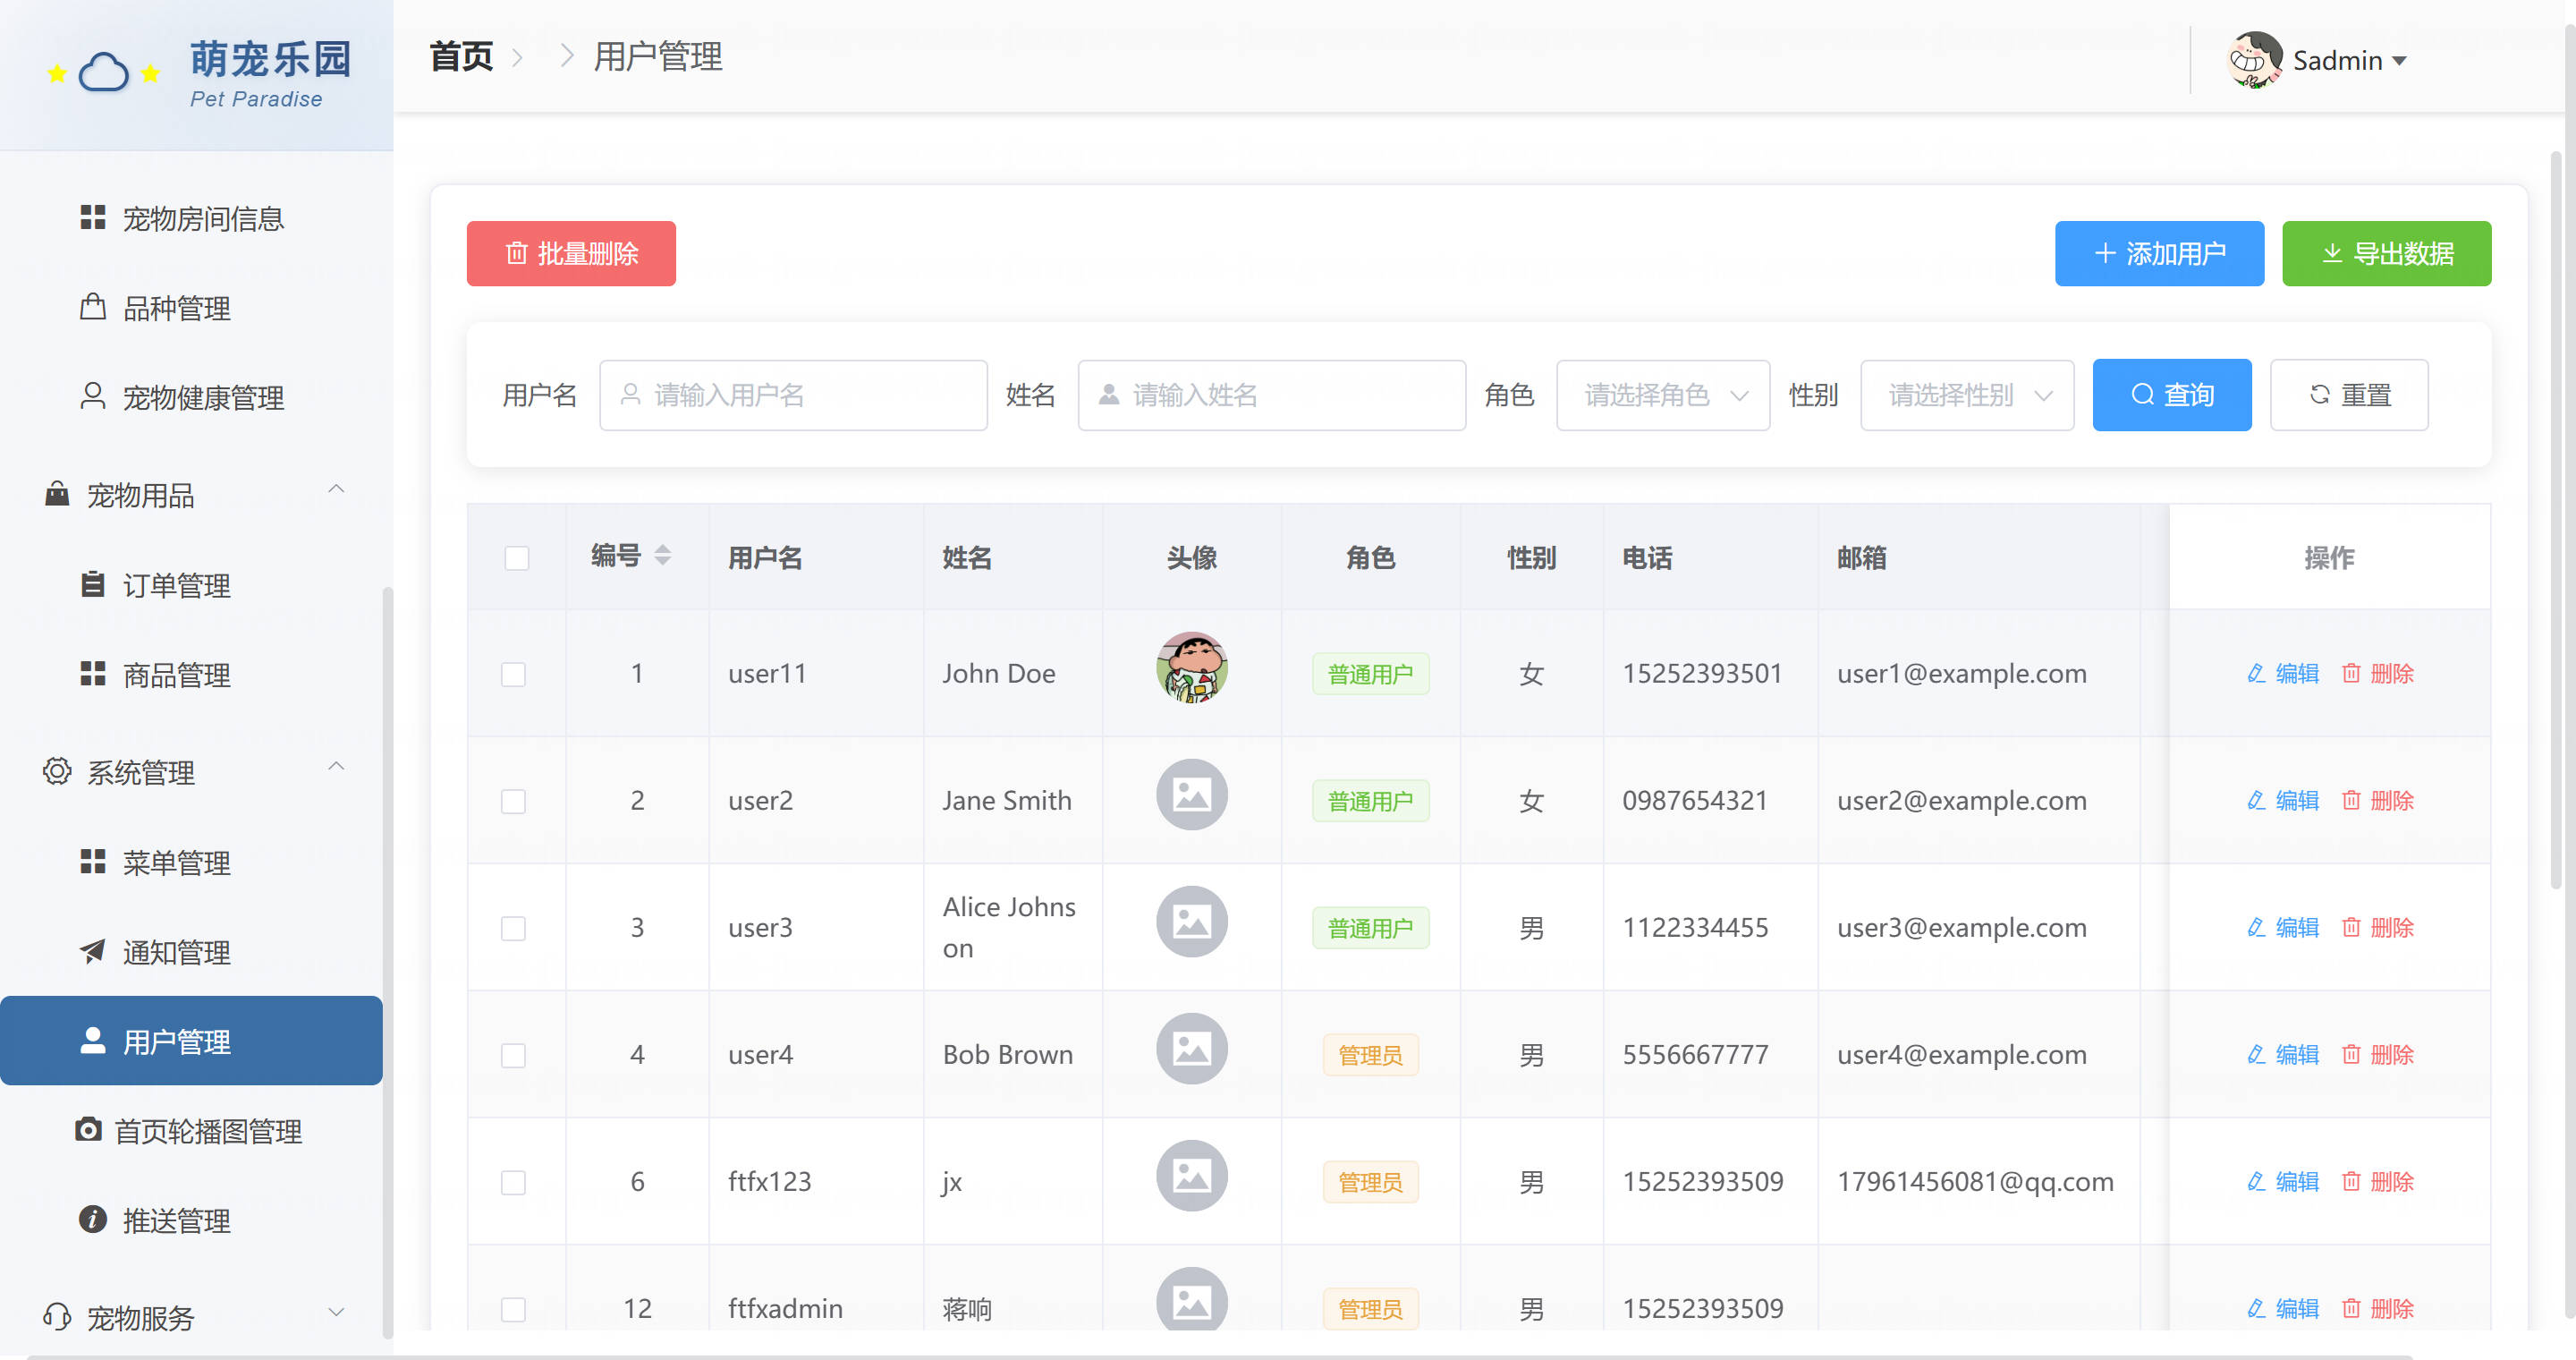 萌宠乐园
Pet Paradise
首页 用户管理
Sadmin
宠物房间信息
品种管理
宠物健康管理
宠物用品
订单管理
商品管理
系统管理
菜单管理
通知管理
用户管理
首页轮播图管理
推送管理
宠物服务
批量删除 添加用户 导出数据
用户名 请输入用户名 姓名 请输入姓名 角色 请选择角色 性别 请选择性别 查询 重置
编号 用户名 姓名 头像 角色 性别 电话 邮箱 操作
1 user11 John Doe 普通用户 女 15252393501 user1@example.com 编辑 删除
2 user2 Jane Smith 普通用户 女 0987654321 user2@example.com 编辑 删除
3 user3 Alice Johns
on 普通用户 男 1122334455 user3@example.com 编辑 删除
4 user4 Bob Brown 管理员 男 5556667777 user4@example.com 编辑 删除
6 ftfx123 jx 管理员 男 15252393509 17961456081@qq.com 编辑 删除
12 ftfxadmin 蒋响 管理员 男 15252393509 编辑 删除